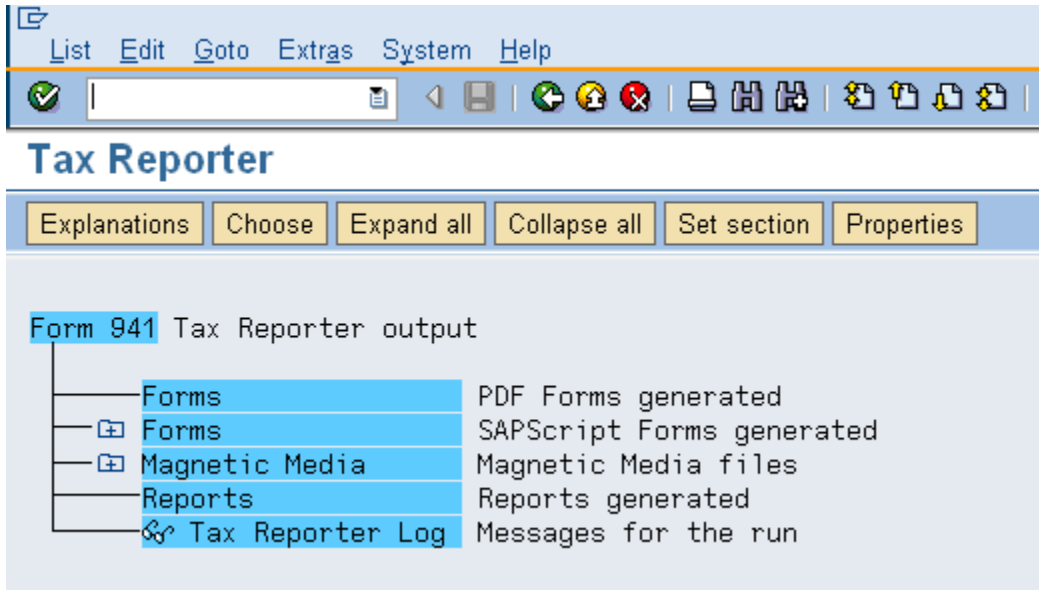 List Edit Goto Extras System Help
Tax Reporter
Explanations Choose Expand all Collapse all Set section Properties
Form 941 Tax Reporter output
Forms PDF Forms generated
Forms SAPScript Forms generated
Magnetic Media Magnetic Media files
Reports Reports generated
Tax Reporter Log Messages for the run